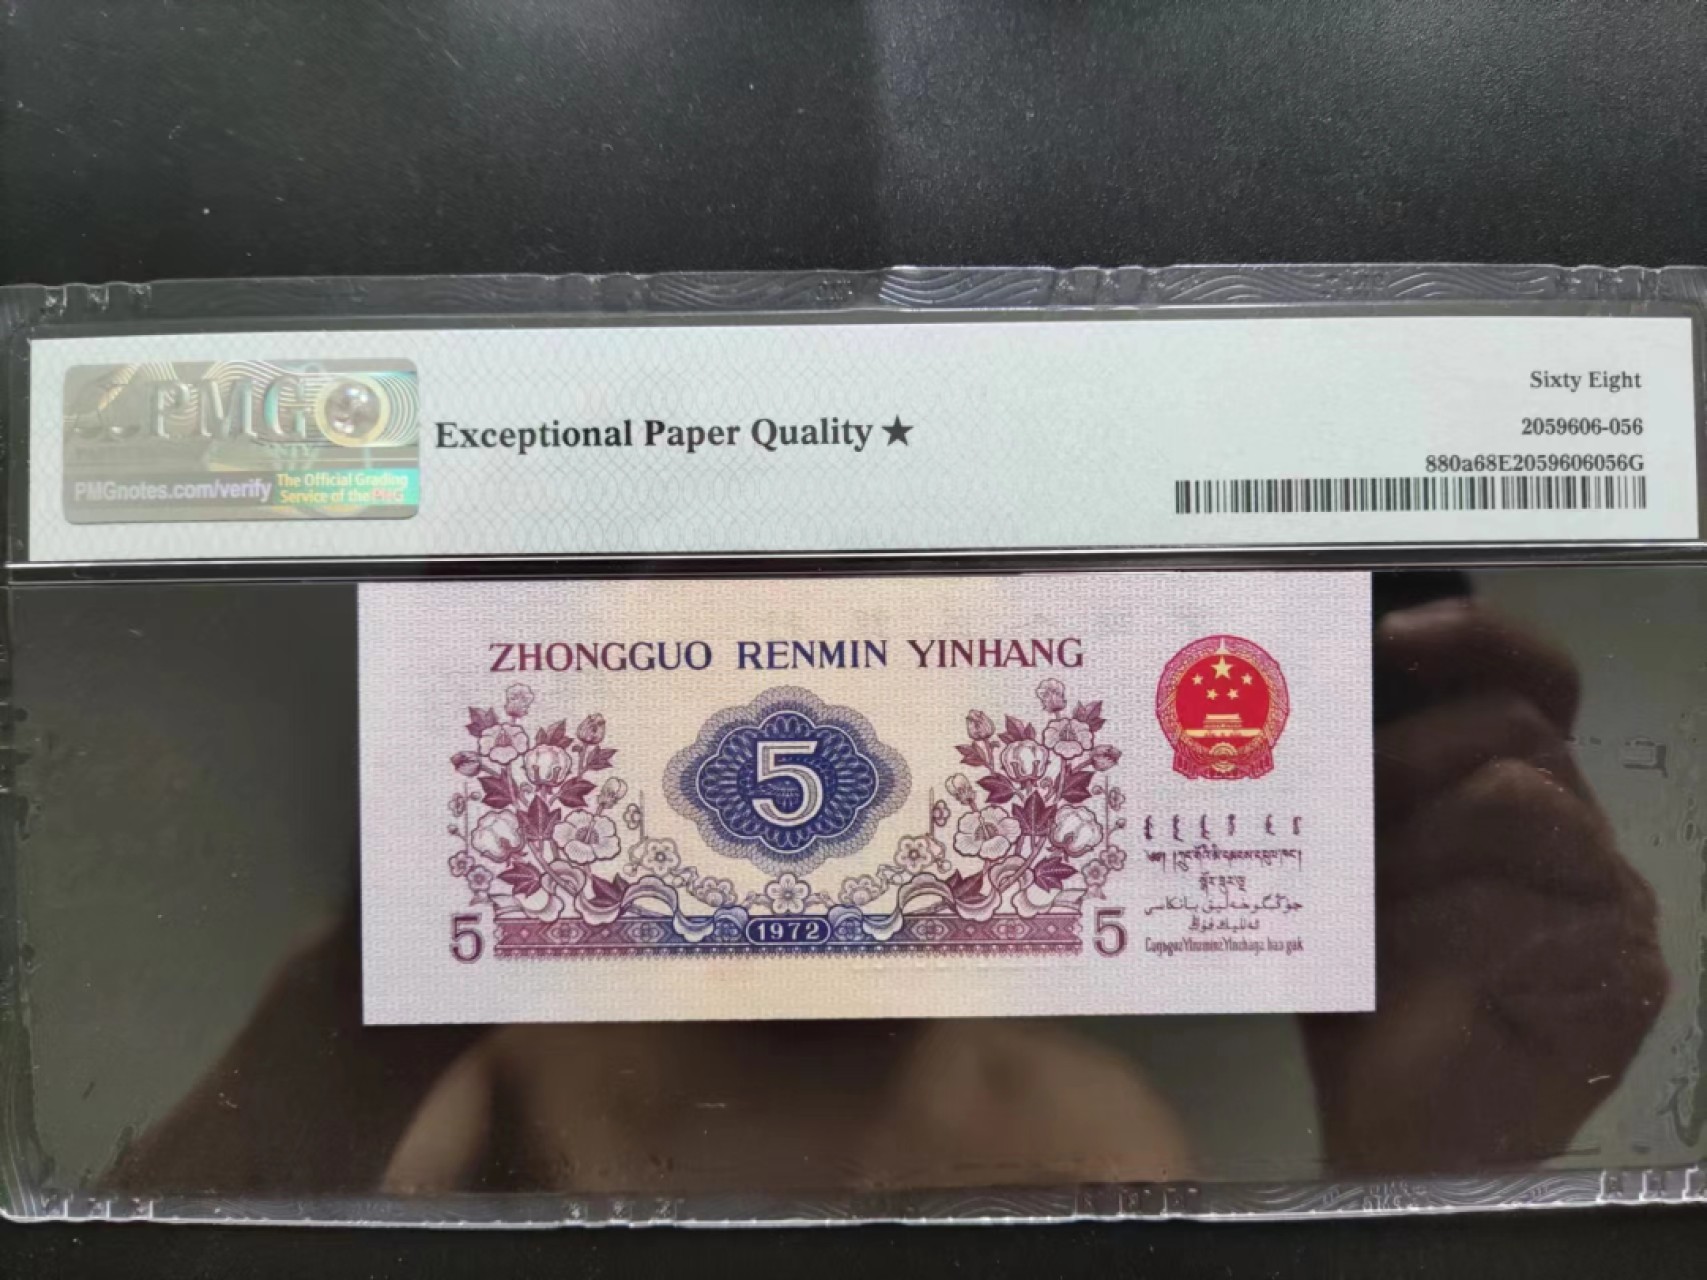 PMG
PMGnotes.com/verify
The Official Grading
Service of the PNG
Exceptional Paper Quality ★
Sixty Eight
2059606-056
880a68E2059606056G
ZHONGGUO RENMIN YINHANG
5
5
1972
5